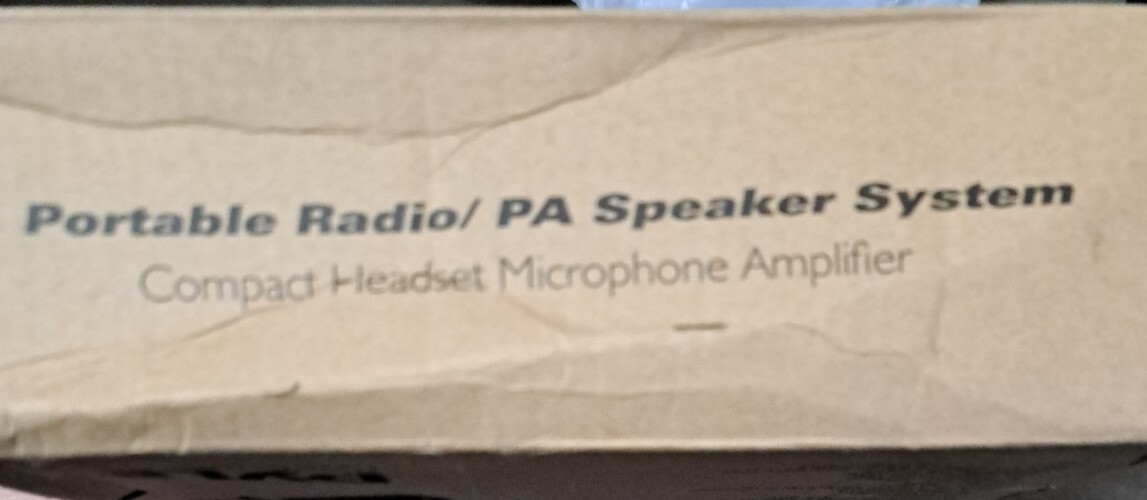 Portable Radio/ PA Speaker System
Compact Headset Microphone Amplifier